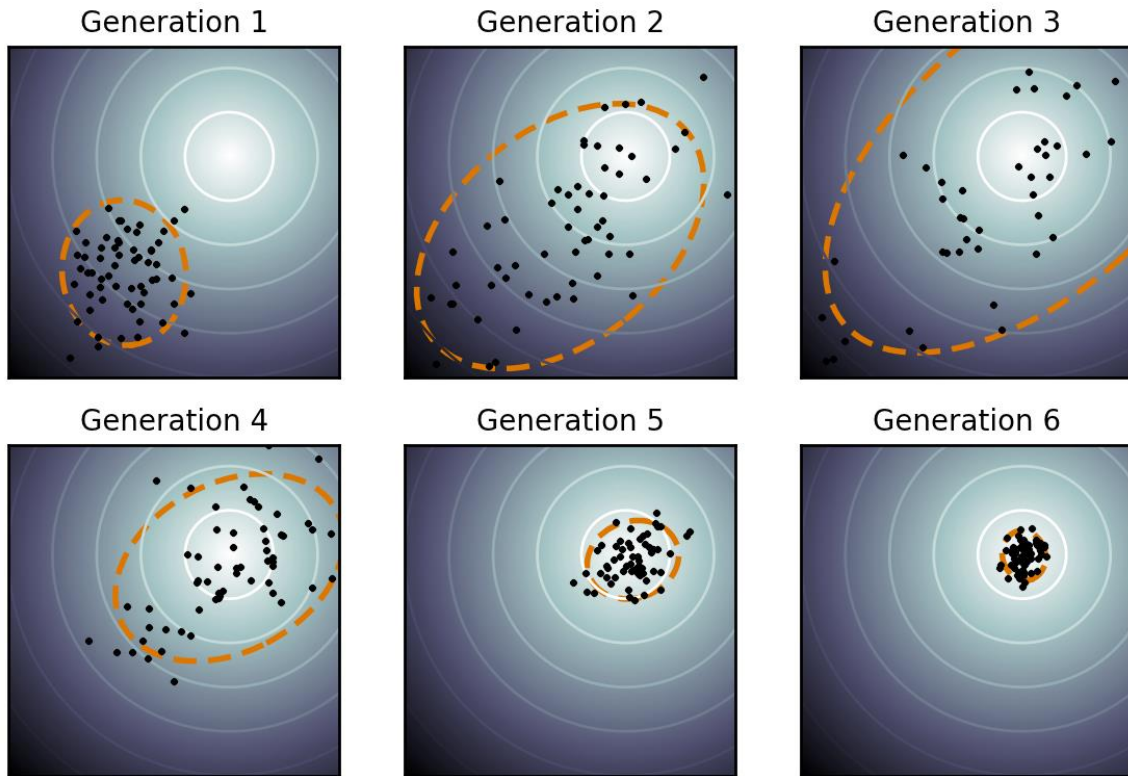 Generation 1
Generation 2
Generation 3
Generation 4
Generation 5
Generation 6